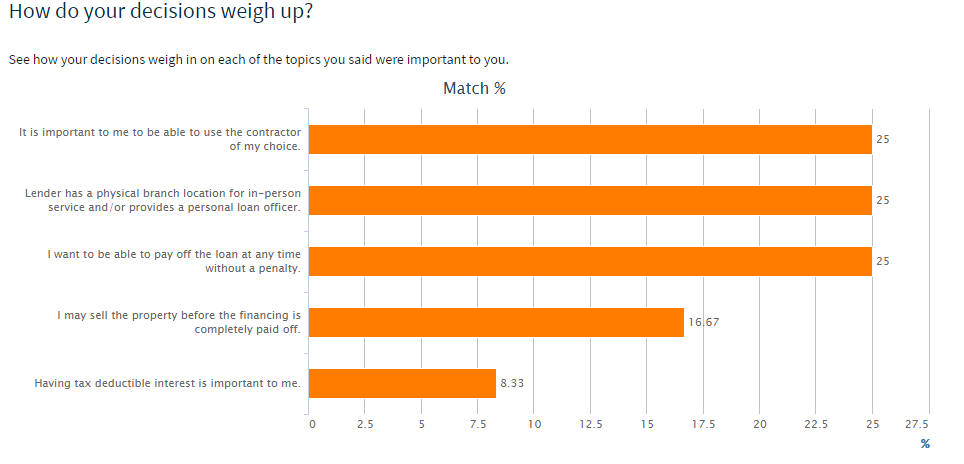 How do your decisions weigh up?
See how your decisions weigh in on each of the topics you said were important to you.
Match %
It is important to me to be able to use the contractor
of my choice.
25
Lender has a physical branch location for in-person
service and/or provides a personal loan officer.
25
I want to be able to pay off the loan at any time
without a penalty.
25
I may sell the property before the financing is
completely paid off.
16.67
Having tax deductible interest is important to me.
8.33
0 2.5 5 7.5 10 12.5 15 17.5 20 22.5 25 27.5
%